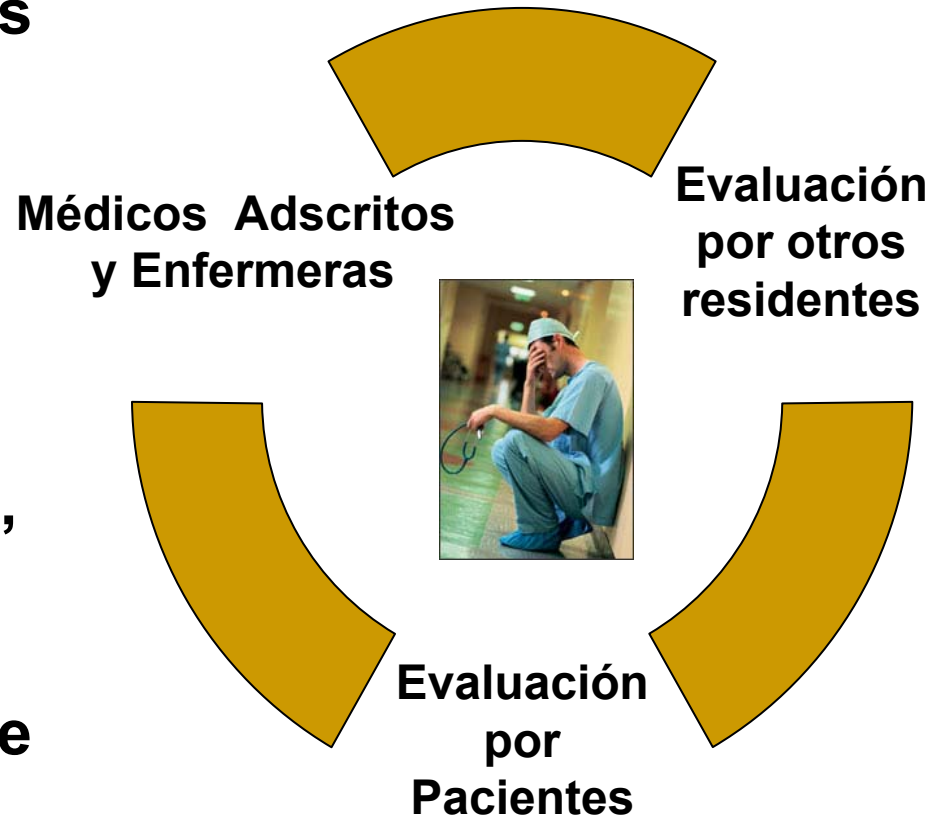 s
Médicos Adscritos
y Enfermeras
Evaluación
por otros
residentes
,
Evaluación
por
Pacientes
e